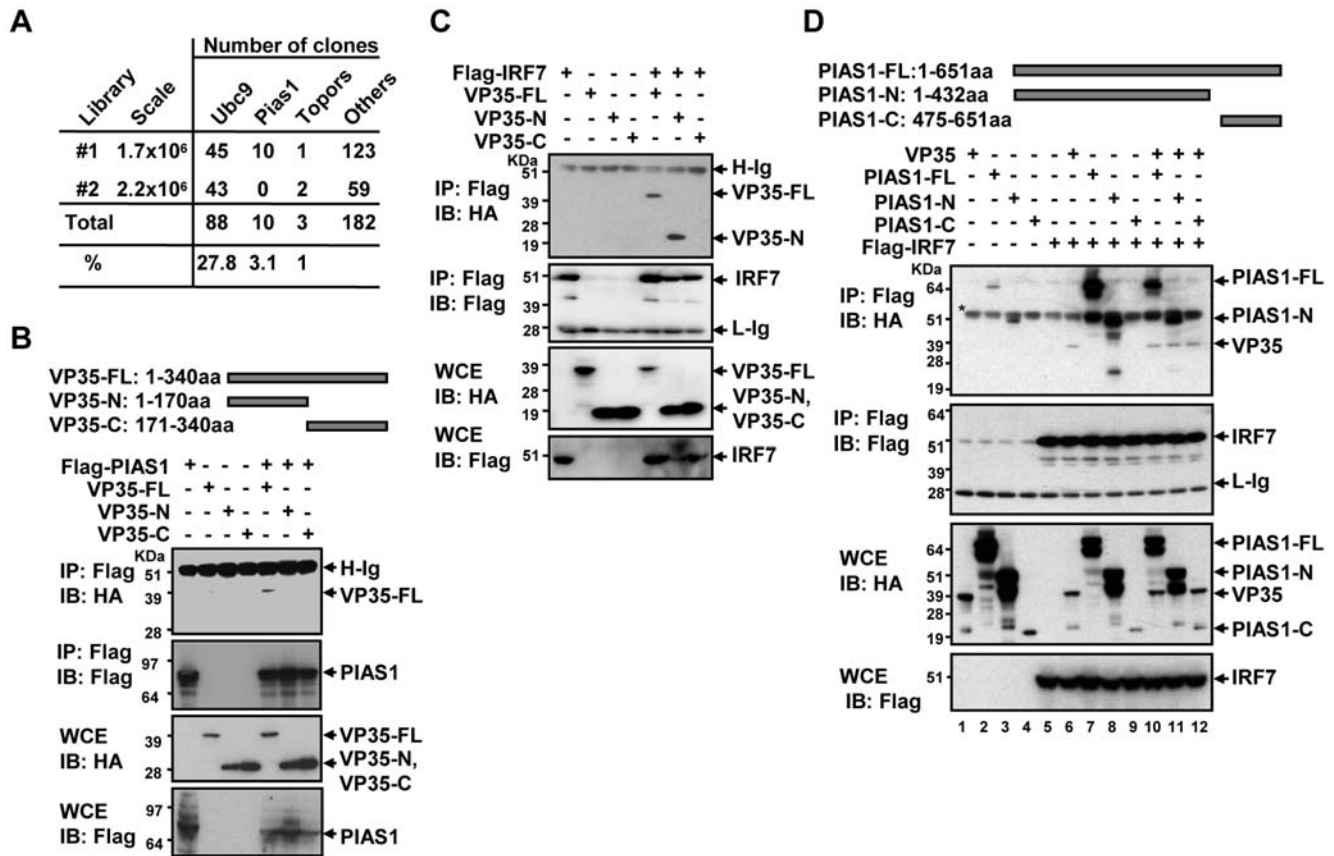 A
Number of clones
Library Scale Ubc9 Pias1 Topors Others
#1 1.7x10⁶ 45 10 1 123
#2 2.2x10⁶ 43 0 2 59
Total 88 10 3 182
% 27.8 3.1 1
B
VP35-FL: 1-340aa
VP35-N: 1-170aa
VP35-C: 171-340aa
Flag-PIAS1 + - - - + + +
VP35-FL - + - - + - -
VP35-N - - + - - + -
VP35-C - - - + - - +
KDa
IP: Flag 51 H-Ig
IB: HA 39 VP35-FL
28
IP: Flag 97
IB: Flag PIAS1
64
WCE 39 VP35-FL
IB: HA VP35-N,
28 VP35-C
WCE 97
IB: Flag PIAS1
64
C
Flag-IRF7 + - - - + + +
VP35-FL - + - - + - -
VP35-N - - + - - + -
VP35-C - - - + - - +
KDa
51 H-Ig
IP: Flag 39 VP35-FL
IB: HA 28
19 VP35-N
IP: Flag 51 IRF7
IB: Flag 39
28 L-Ig
WCE 39 VP35-FL
IB: HA 28 VP35-N,
19 VP35-C
WCE
IB: Flag 51 IRF7
D
PIAS1-FL:1-651aa
PIAS1-N: 1-432aa
PIAS1-C: 475-651aa
VP35 + - - - - + - - - + + +
PIAS1-FL - + - - - - + - - + - -
PIAS1-N - - + - - - - + - - + -
PIAS1-C - - - + - - - - + - - +
Flag-IRF7 - - - - + + + + + + + +
KDa
64 PIAS1-FL
IP: Flag *
IB: HA 51 PIAS1-N
39 VP35
28
19
64
IP: Flag 51 IRF7
IB: Flag 39
28 L-Ig
64 PIAS1-FL
WCE 51 PIAS1-N
IB: HA 39 VP35
28
19 PIAS1-C
WCE 51 IRF7
IB: Flag
1 2 3 4 5 6 7 8 9 10 11 12